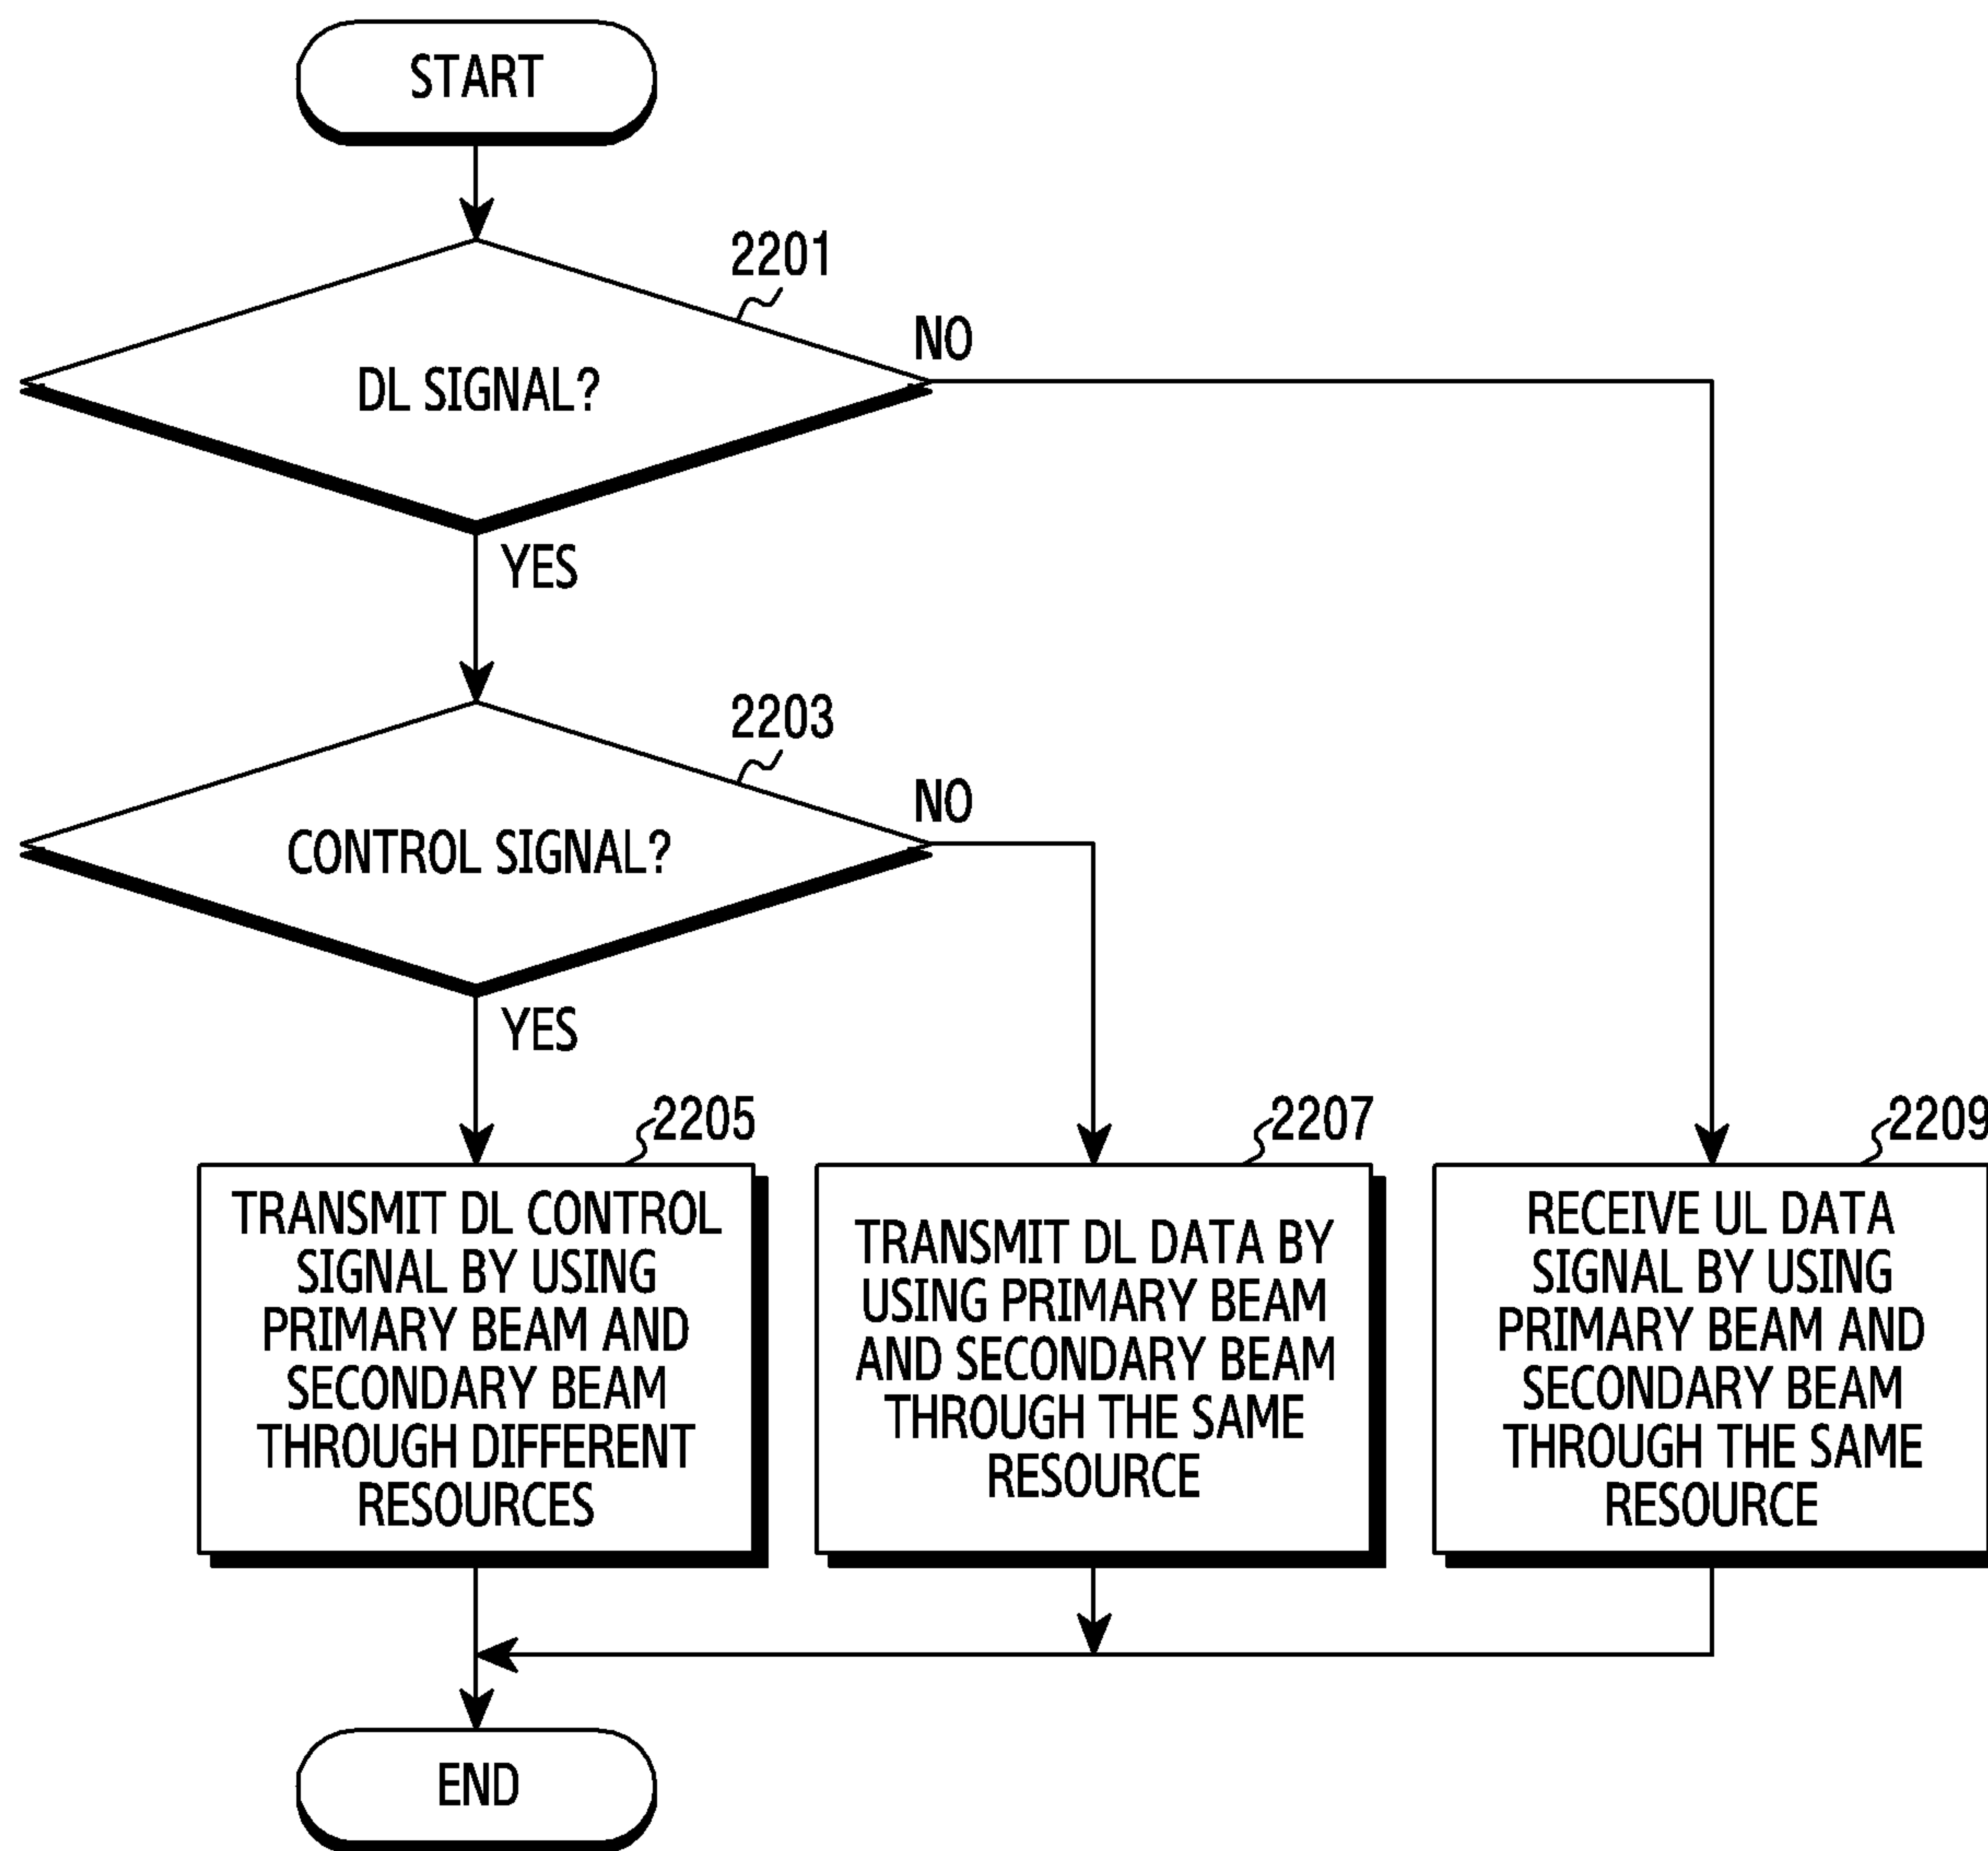 START
2201
NO
DL SIGNAL?
YES
2203
NO
CONTROL SIGNAL?
YES
2205
TRANSMIT DL CONTROL
SIGNAL BY USING
PRIMARY BEAM AND
SECONDARY BEAM
THROUGH DIFFERENT
RESOURCES
2207
TRANSMIT DL DATA BY
USING PRIMARY BEAM
AND SECONDARY BEAM
THROUGH THE SAME
RESOURCE
2209
RECEIVE UL DATA
SIGNAL BY USING
PRIMARY BEAM AND
SECONDARY BEAM
THROUGH THE SAME
RESOURCE
END